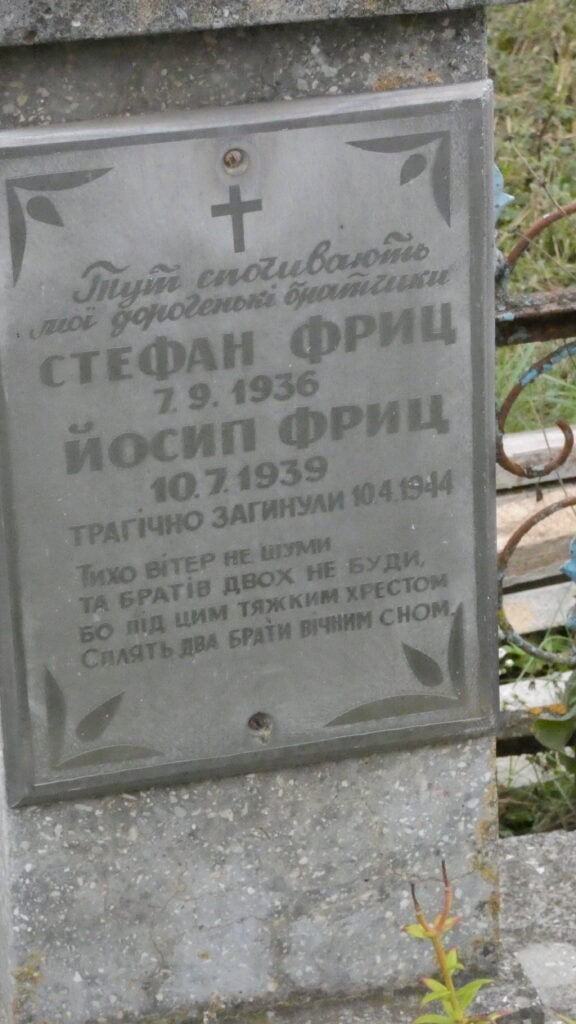 Тут спочивають
мої дорогенькі братчики
СТЕФАН ФРИЦ
7.9.1936
ЙОСИП ФРИЦ
10.7.1939
ТРАГІЧНО ЗАГИНУЛИ 10.4.1944
Тихо вітер не шуми
та братів двох не буди,
бо під цим тяжким хрестом
Сплять два брати вічним сном.